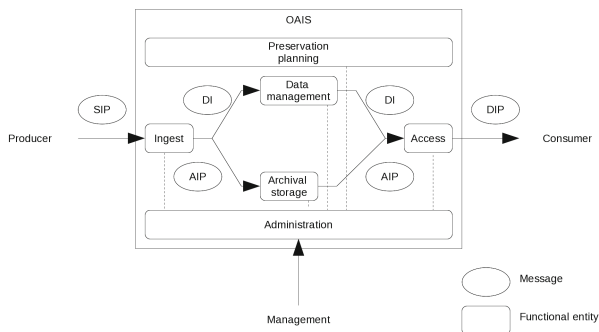 OAIS
Preservation
planning
Data
management
DI
DI
SIP
DIP
Producer
Ingest
Access
Consumer
AIP
AIP
Archival
storage
Administration
Message
Management
Functional entity